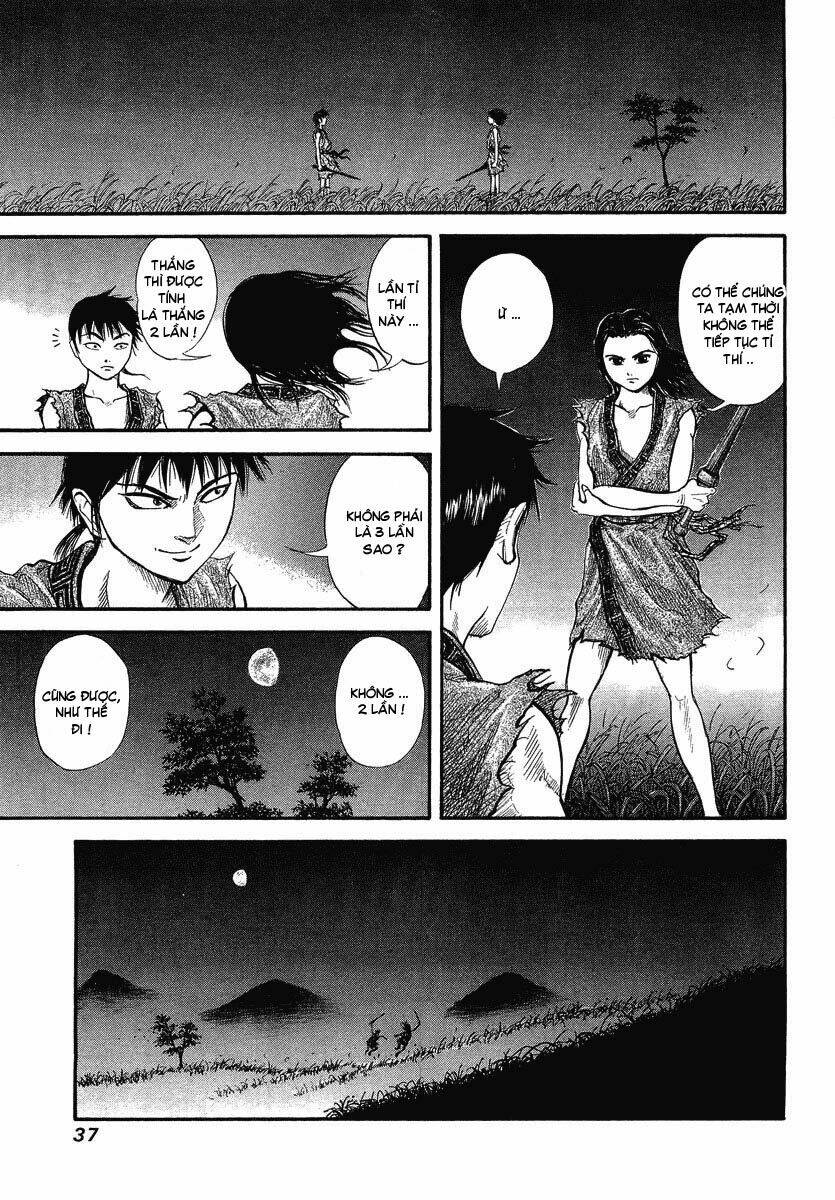 CÓ THỂ CHÚNG
TA TẠM THỜI
KHÔNG THỂ
TIẾP TỤC TỈ
THÍ ..
Ừ ...
LẦN TỈ
THÍ
NÀY ...
THẮNG
THÌ ĐƯỢC
TÍNH
LÀ THẮNG
2 LẦN !
KHÔNG PHẢI
LÀ 3 LẦN
SAO ?
KHÔNG ...
2 LẦN !
CŨNG ĐƯỢC,
NHƯ THẾ
ĐI !
37